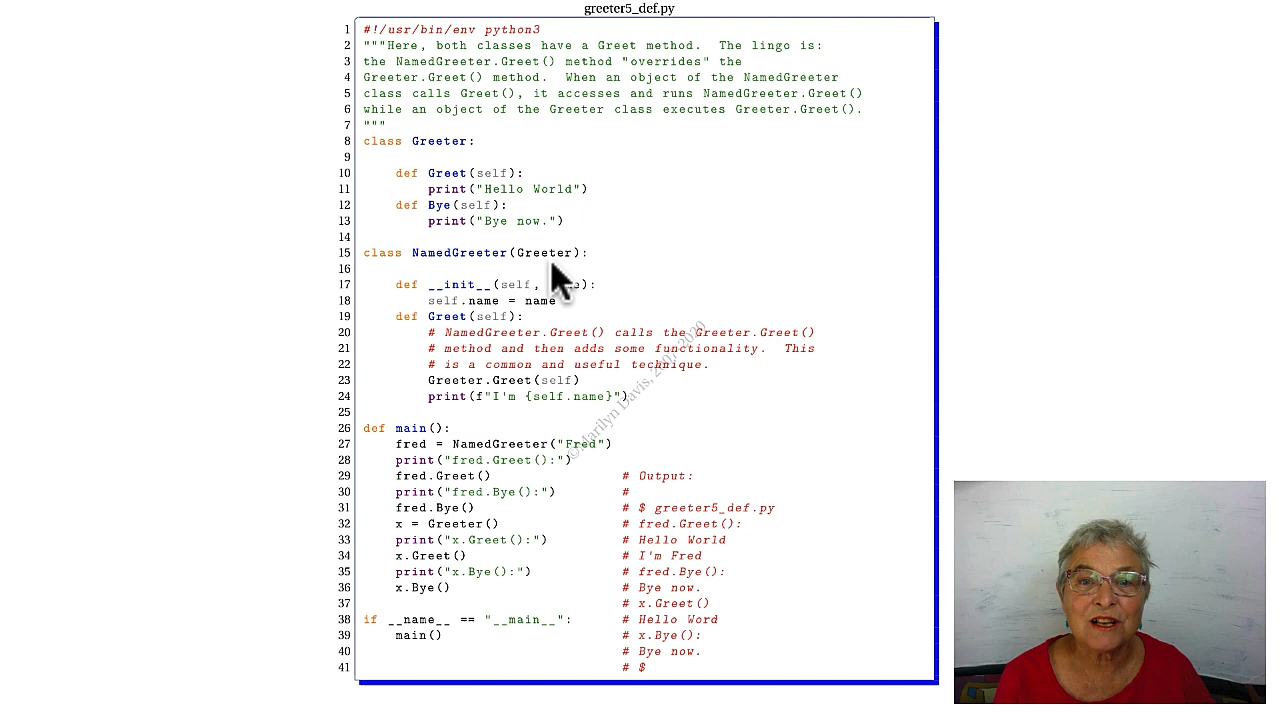 greeter5_def.py
1 #!/usr/bin/env python3
2 """Here, both classes have a Greet method. The lingo is:
3 the NamedGreeter.Greet() method "overrides" the
4 Greeter.Greet() method. When an object of the NamedGreeter
5 class calls Greet(), it accesses and runs NamedGreeter.Greet()
6 while an object of the Greeter class executes Greeter.Greet().
7 """
8 class Greeter:
9
10 def Greet(self):
11 print("Hello World")
12 def Bye(self):
13 print("Bye now.")
14
15 class NamedGreeter(Greeter):
16
17 def __init__(self, ):
18 self.name = name
19 def Greet(self):
20 # NamedGreeter.Greet() calls the Greeter.Greet()
21 # method and then adds some functionality. This
22 # is a common and useful technique.
23 Greeter.Greet(self)
24 print(f"I'm {self.name}")
25
26 def main():
27 fred = NamedGreeter("Fred")
28 print("fred.Greet():")
29 fred.Greet() # Output:
30 print("fred.Bye():") #
31 fred.Bye() # $ greeter5_def.py
32 x = Greeter() # fred.Greet():
33 print("x.Greet():") # Hello World
34 x.Greet() # I'm Fred
35 print("x.Bye():") # fred.Bye():
36 x.Bye() # Bye now.
37 # x.Greet()
38 if __name__ == "__main__": # Hello Word
39 main() # x.Bye():
40 # Bye now.
41 # $
©Marilyn Davis, 2020